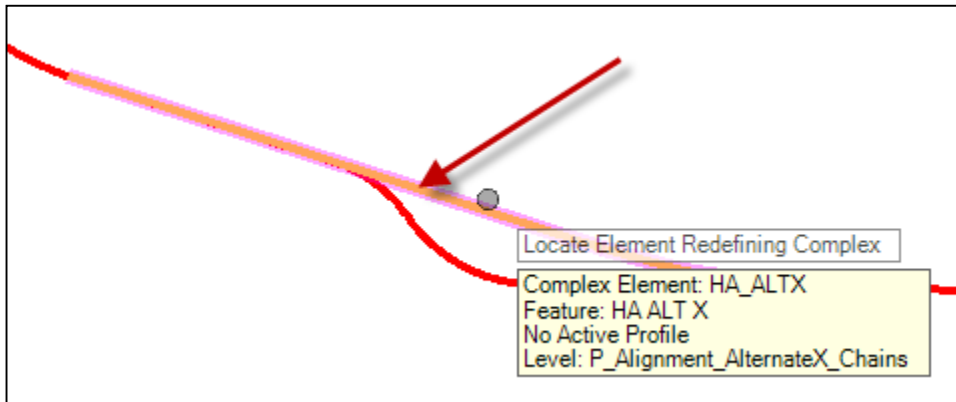 Locate Element Redefining Complex
Complex Element: HA_ALTX
Feature: HA ALT X
No Active Profile
Level: P_Alignment_AlternateX_Chains